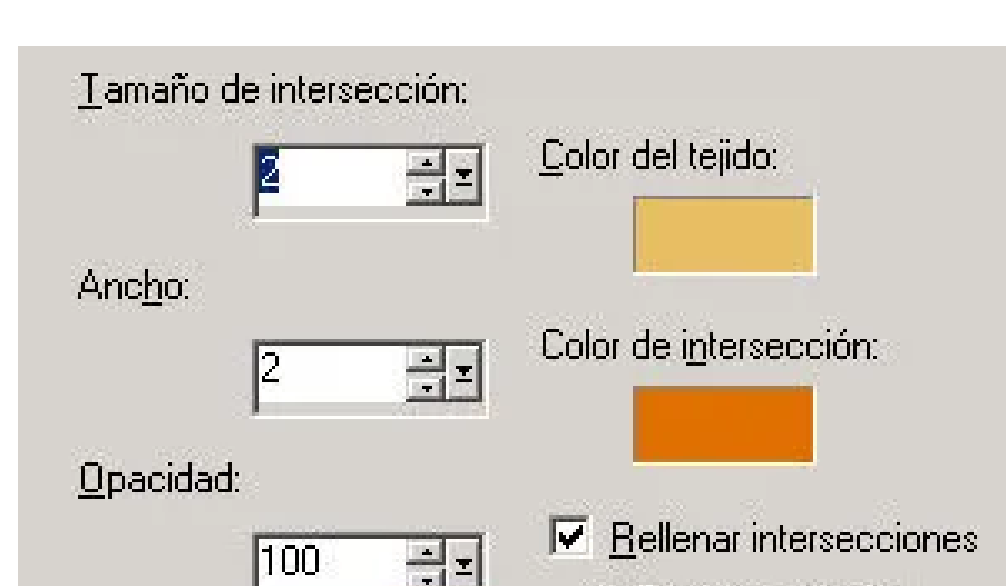 Tamaño de intersección:
2
Color del tejido:
Ancho:
2
Color de intersección:
Opacidad:
100
Rellenar intersecciones